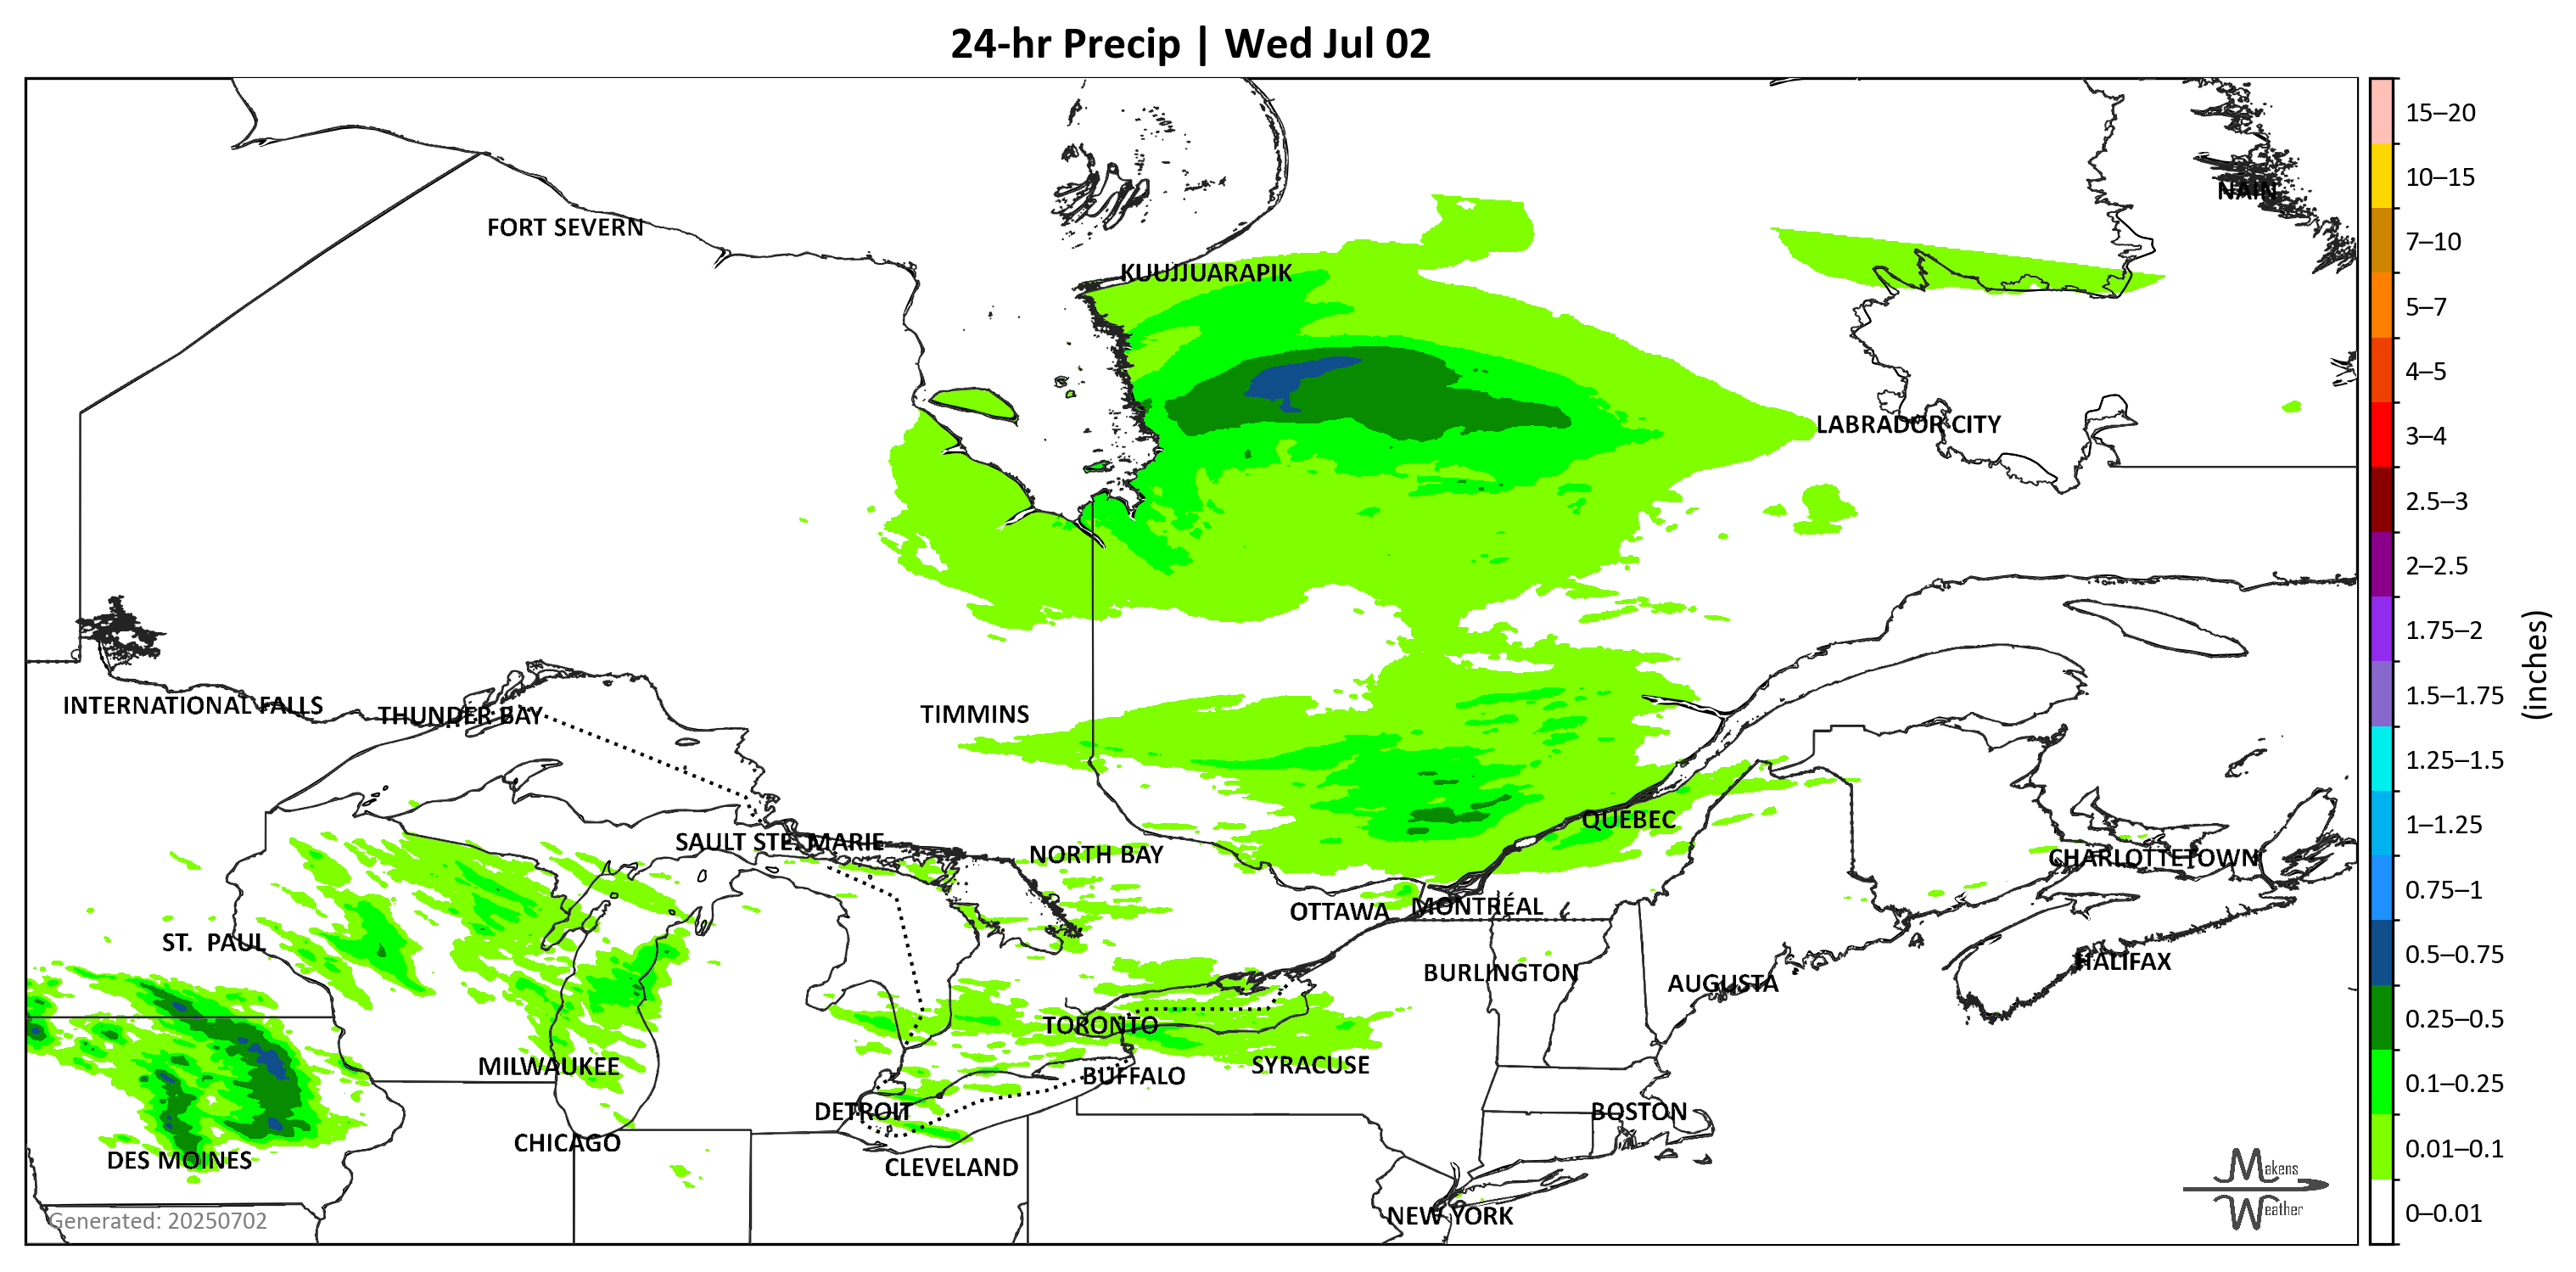 24-hr Precip | Wed Jul 02
15–20
NAIN
10–15
FORT SEVERN
7–10
KUUJJUARAPIK
5–7
4–5
LABRADOR CITY
3–4
2.5–3
2–2.5
1.75–2
(inches)
INTERNATIONAL FALLS
THUNDER BAY
TIMMINS
1.5–1.75
1.25–1.5
QUÉBEC
1–1.25
SAULT STE. MARIE
NORTH BAY
CHARLOTTETOWN
0.75–1
OTTAWA
MONTRÉAL
ST. PAUL
0.5–0.75
BURLINGTON
AUGUSTA
HALIFAX
TORONTO
0.25–0.5
MILWAUKEE
BUFFALO
SYRACUSE
0.1–0.25
DETROIT
BOSTON
CHICAGO
0.01–0.1
DES MOINES
CLEVELAND
Makens
Weather
Generated: 20250702
NEW YORK
0–0.01